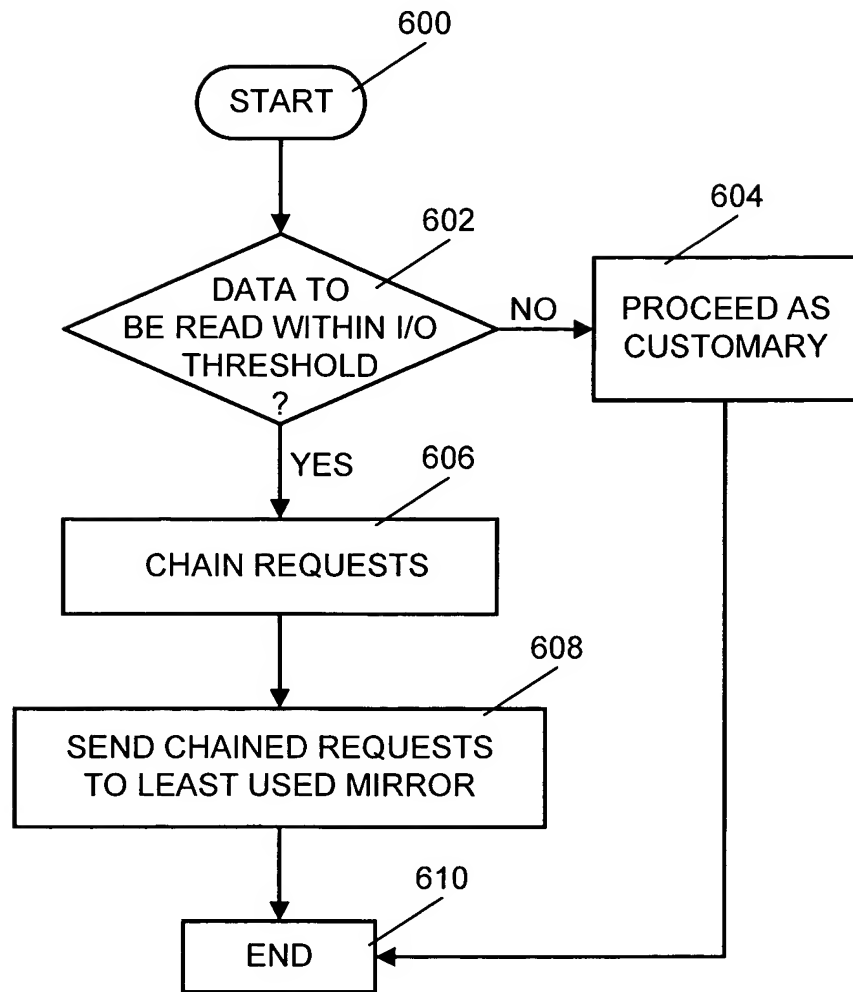 600
START
602
DATA TO
BE READ WITHIN I/O
THRESHOLD
?
NO
604
PROCEED AS
CUSTOMARY
YES
606
CHAIN REQUESTS
608
SEND CHAINED REQUESTS
TO LEAST USED MIRROR
610
END